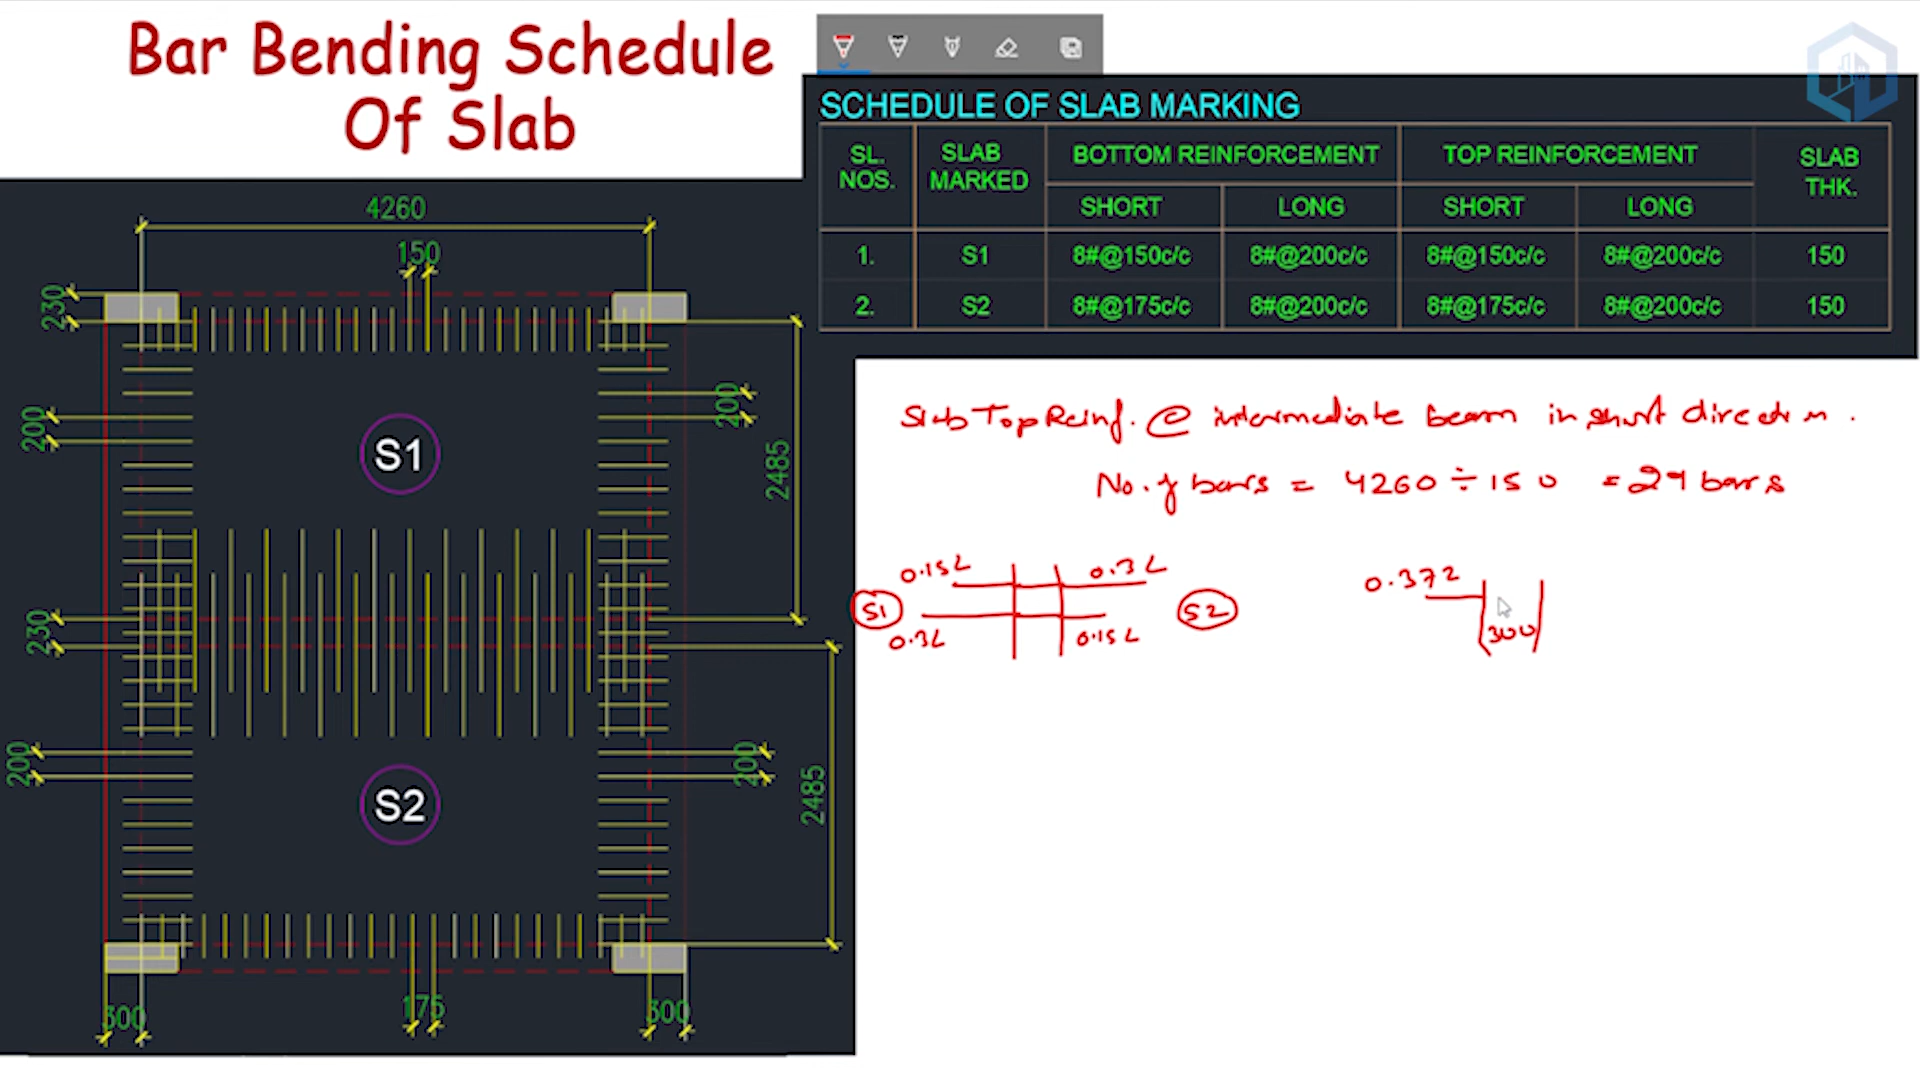 Bar Bending Schedule
Of Slab
SCHEDULE OF SLAB MARKING
SL. NOS.
SLAB MARKED
BOTTOM REINFORCEMENT
TOP REINFORCEMENT
SLAB THK.
SHORT LONG SHORT LONG
1. S1 8#@150c/c 8#@200c/c 8#@150c/c 8#@200c/c 150
2. S2 8#@175c/c 8#@200c/c 8#@175c/c 8#@200c/c 150
4260
150
230
200
200
2485
S1
230
200
200
2485
S2
300
175
300
Slab Top Reinf. @ intermediate beam in short direction.
No. of bars = 4260 ÷ 150 = 29 bars
0.15L 0.3L
S1 S2
0.3L 0.15L
0.372
300